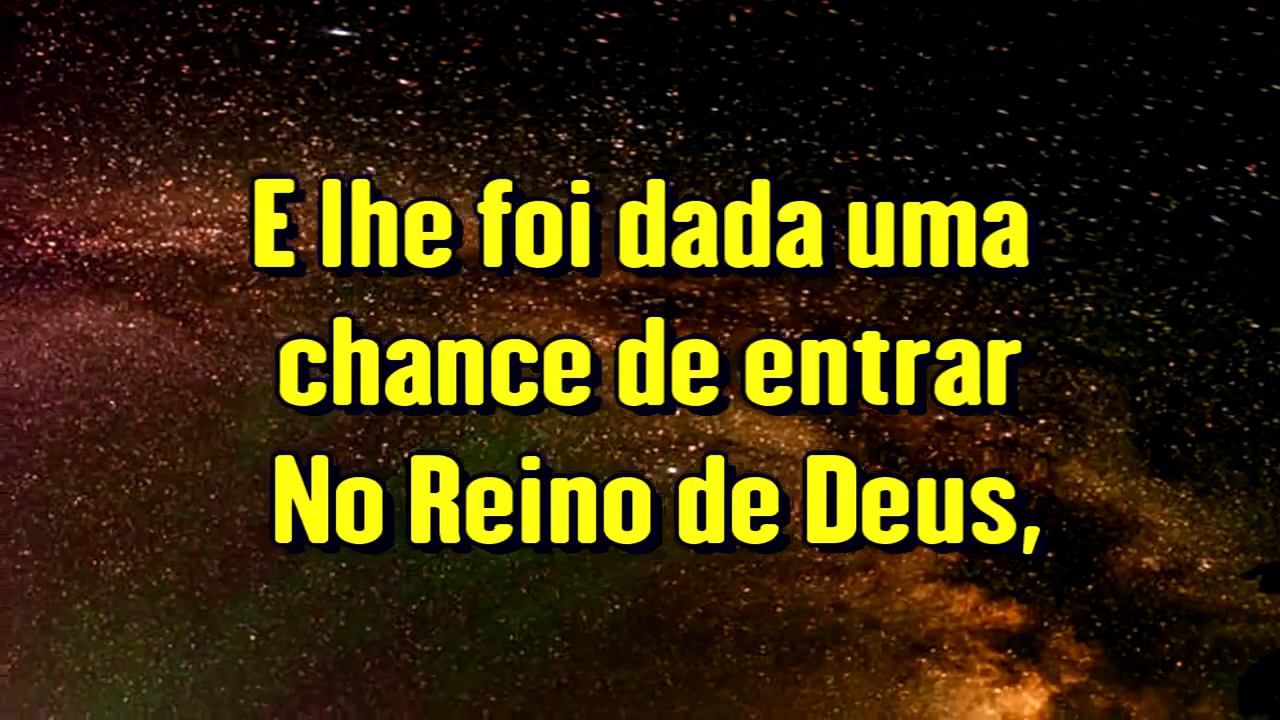 E lhe foi dada uma
chance de entrar
No Reino de Deus,